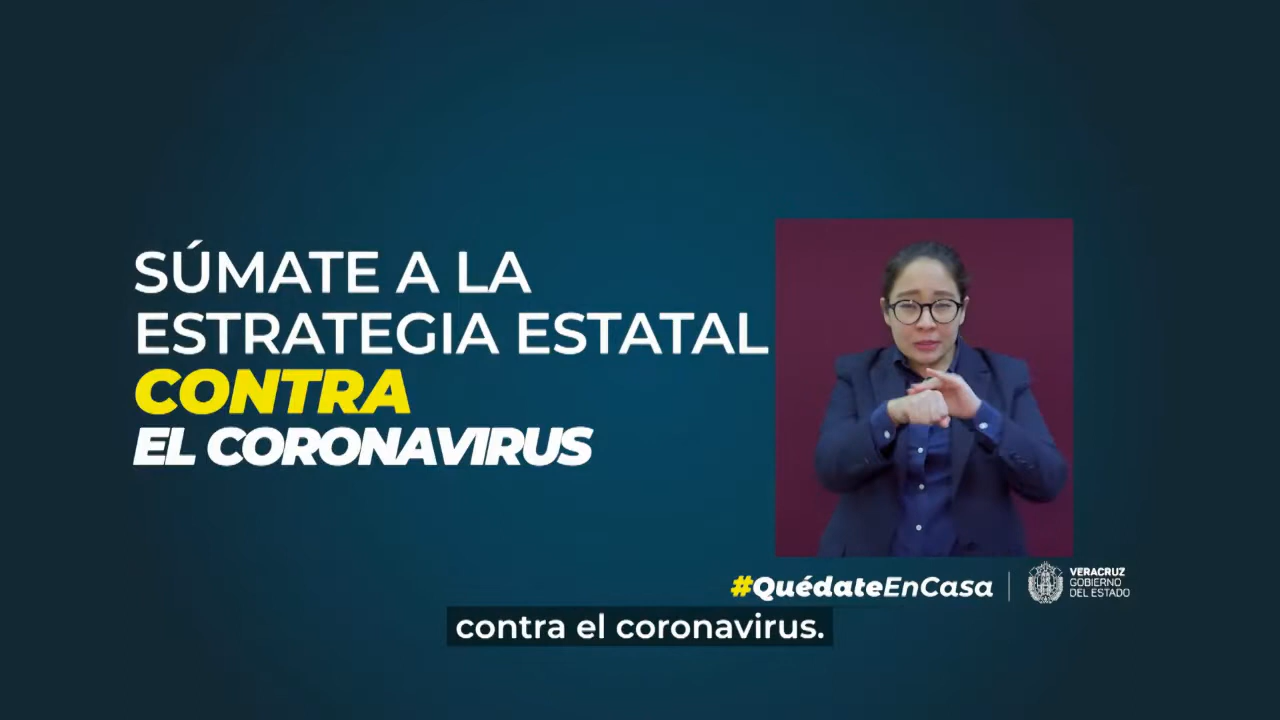 SÚMATE A LA
ESTRATEGIA ESTATAL
CONTRA
EL CORONAVIRUS
#QuédateEnCasa
VERACRUZ
GOBIERNO
DEL ESTADO
contra el coronavirus.